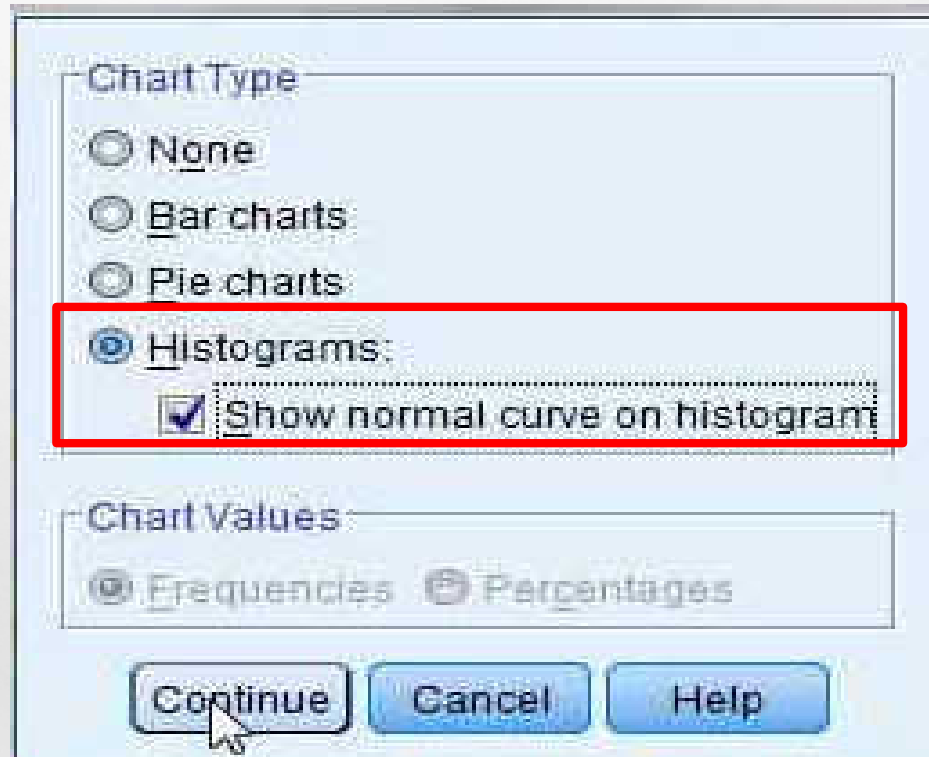 Chart Type
None
Bar charts
Pie charts
Histograms:
Show normal curve on histogram
Chart Values
Frequencies Percentages
Continue Cancel Help